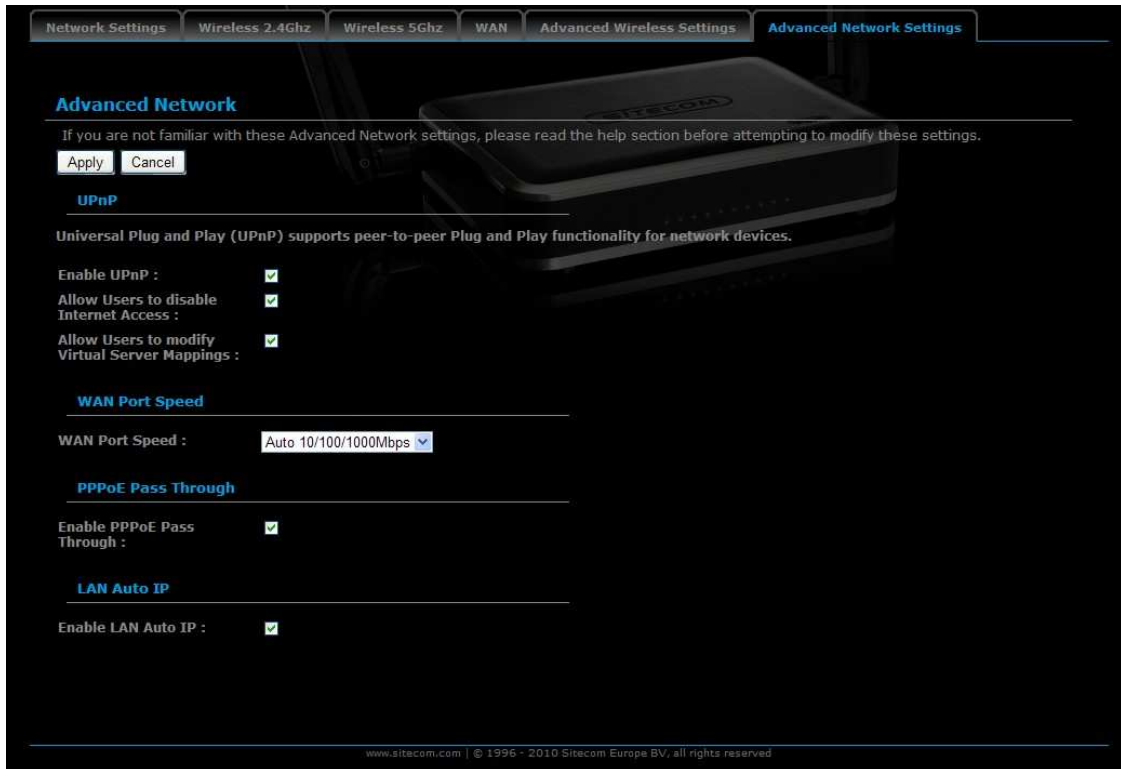 Network Settings
Wireless 2.4Ghz
Wireless 5Ghz
WAN
Advanced Wireless Settings
Advanced Network Settings
SITECOM
Advanced Network
If you are not familiar with these Advanced Network settings, please read the help section before attempting to modify these settings.
Apply
Cancel
UPnP
Universal Plug and Play (UPnP) supports peer-to-peer Plug and Play functionality for network devices.
Enable UPnP :
Allow Users to disable
Internet Access :
Allow Users to modify
Virtual Server Mappings :
WAN Port Speed
WAN Port Speed :
Auto 10/100/1000Mbps
PPPoE Pass Through
Enable PPPoE Pass
Through :
LAN Auto IP
Enable LAN Auto IP :
www.sitecom.com | © 1996 - 2010 Sitecom Europe BV, all rights reserved